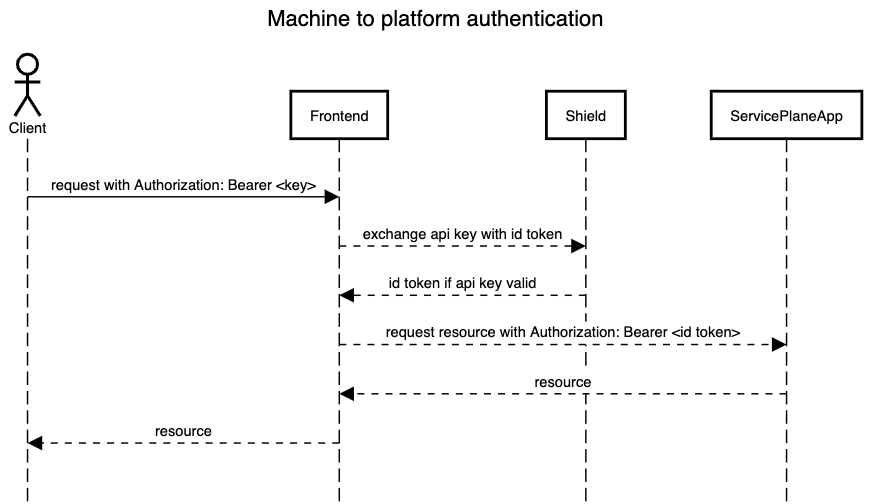 Machine to platform authentication
Client
Frontend
Shield
ServicePlaneApp
request with Authorization: Bearer <key>
exchange api key with id token
id token if api key valid
request resource with Authorization: Bearer <id token>
resource
resource